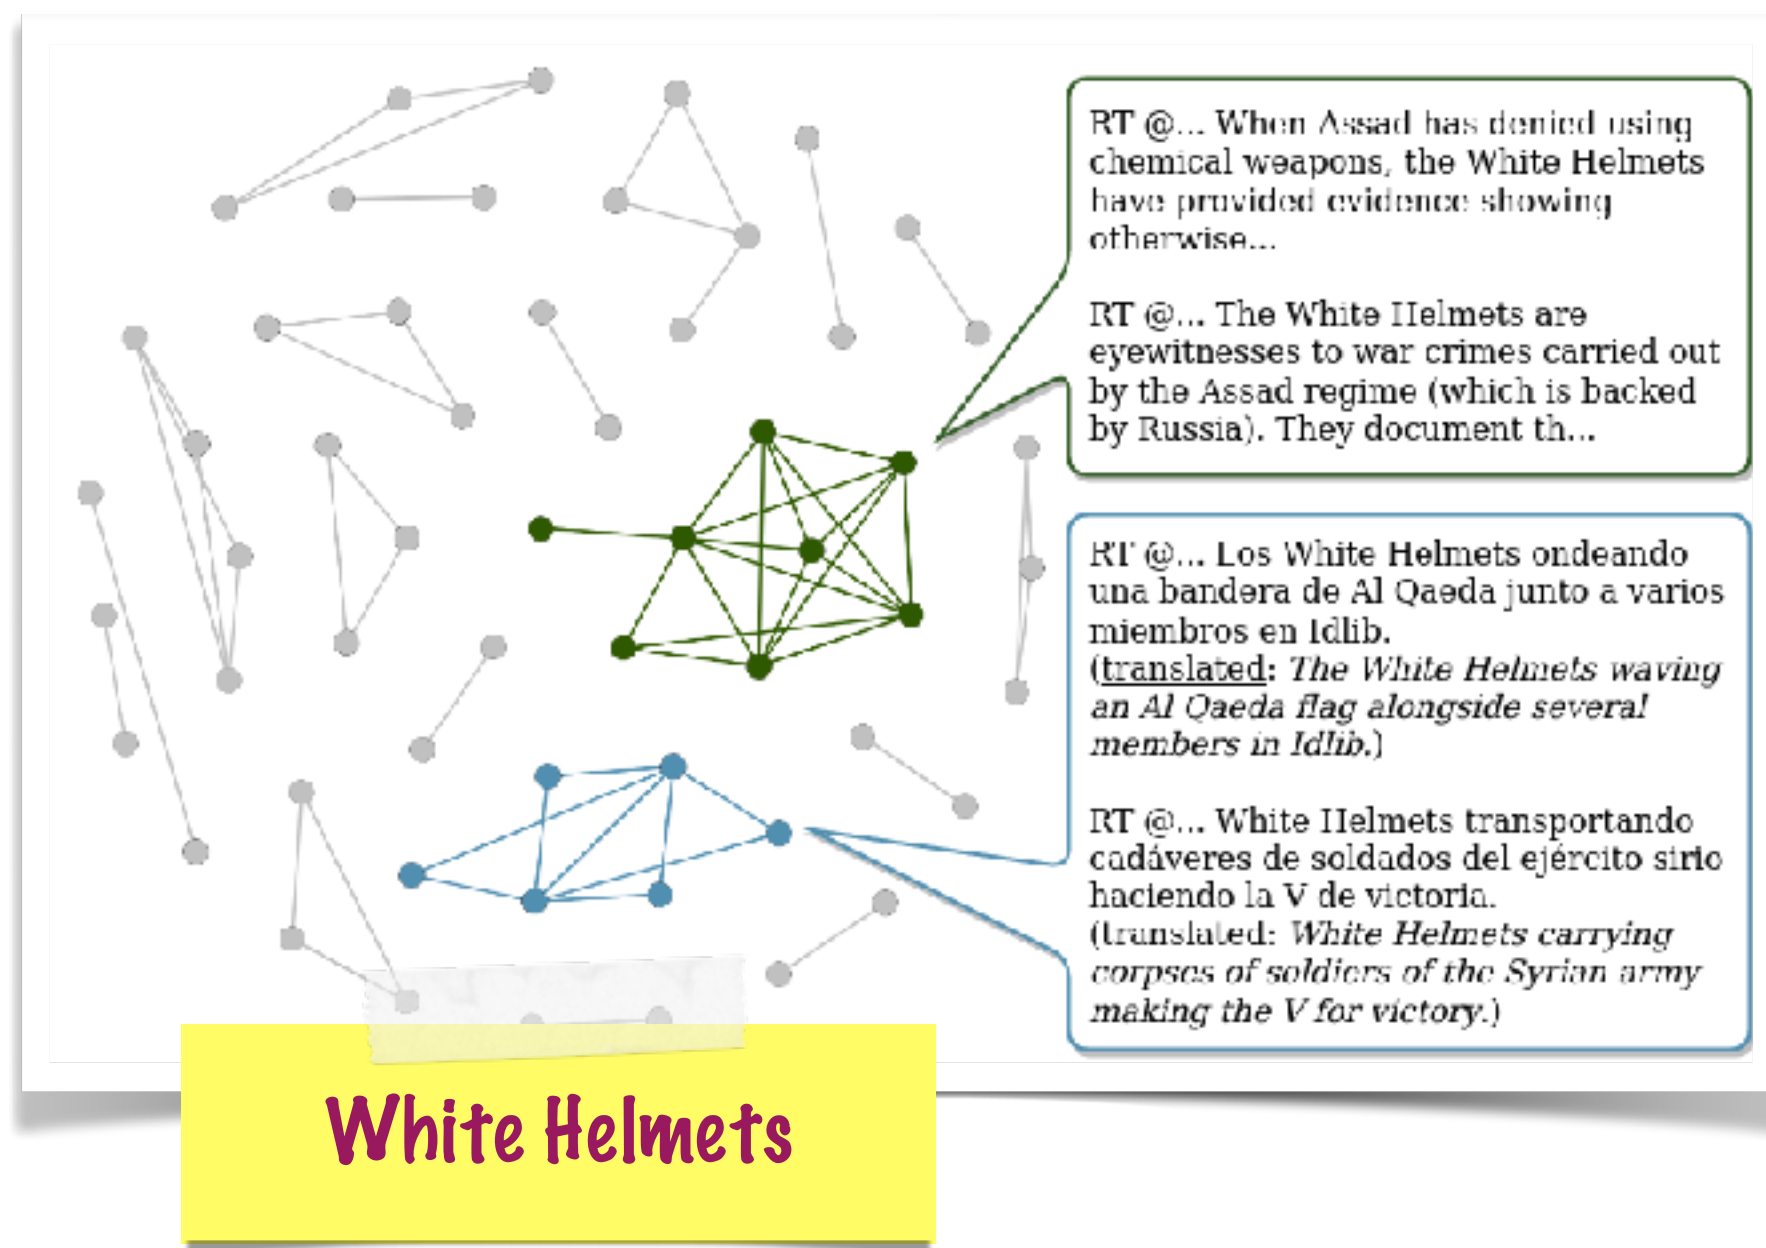 RT @... When Assad has denied using
chemical weapons, the White Helmets
have provided evidence showing
otherwise...
RT @... The White Helmets are
eyewitnesses to war crimes carried out
by the Assad regime (which is backed
by Russia). They document th...
RT @... Los White Helmets ondeando
una bandera de Al Qaeda junto a varios
miembros en Idlib.
(translated: The White Helmets waving
an Al Qaeda flag alongside several
members in Idlib.)
RT @... White Helmets transportando
cadáveres de soldados del ejército sirio
haciendo la V de victoria.
(translated: White Helmets carrying
corpses of soldiers of the Syrian army
making the V for victory.)
White Helmets